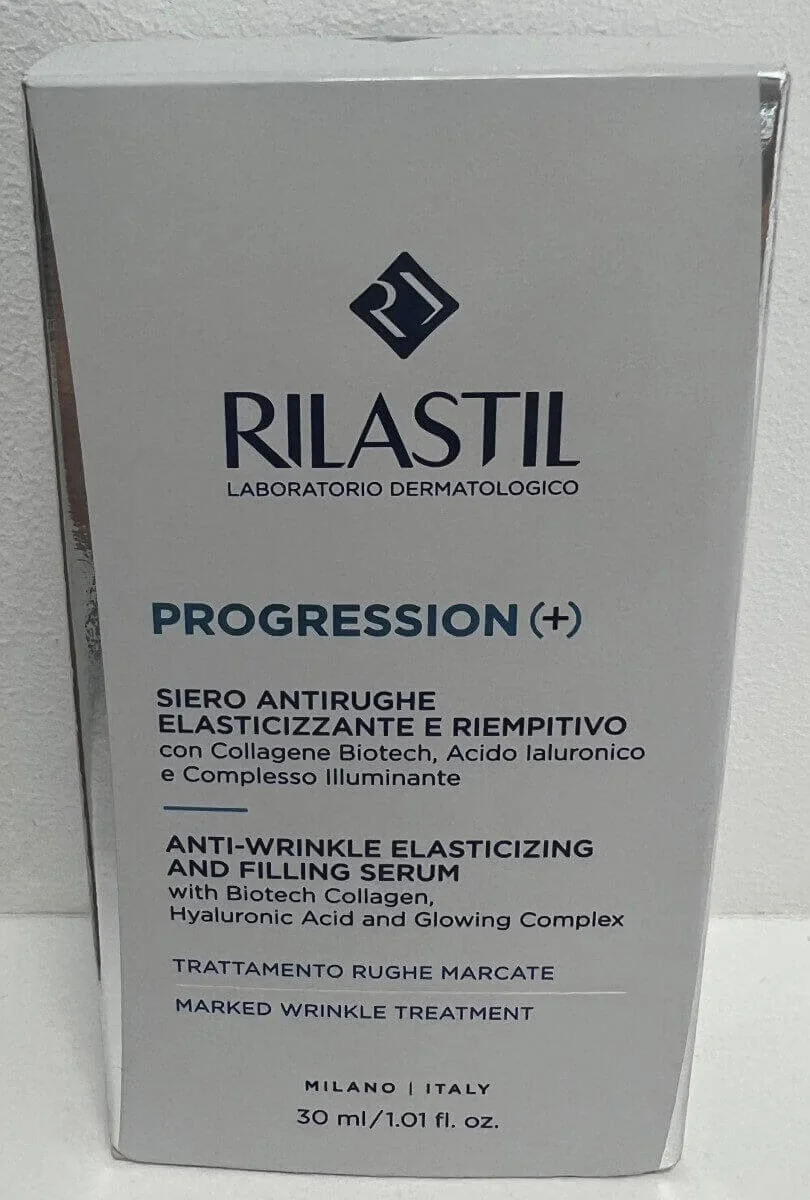 RILASTIL
LABORATORIO DERMATOLOGICO
PROGRESSION (+)
SIERO ANTIRUGHE
ELASTICIZZANTE E RIEMPITIVO
con Collagene Biotech, Acido Ialuronico
e Complesso Illuminante
ANTI-WRINKLE ELASTICIZING
AND FILLING SERUM
with Biotech Collagen,
Hyaluronic Acid and Glowing Complex
TRATTAMENTO RUGHE MARCATE
MARKED WRINKLE TREATMENT
MILANO | ITALY
30 ml/1.01 fl. oz.